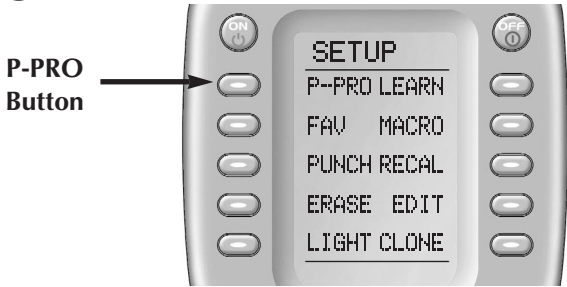 ON
OFF
SETUP
P-PRO
Button
P-PRO LEARN
FAV MACRO
PUNCH RECAL
ERASE EDIT
LIGHT CLONE